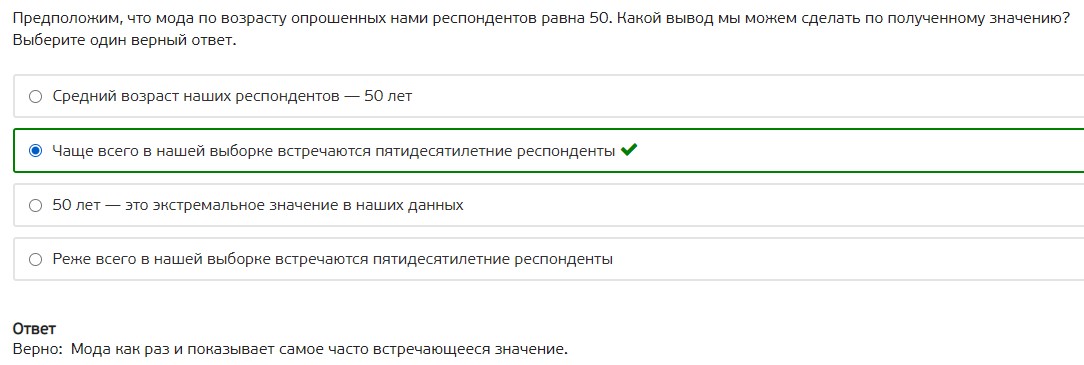 Предположим, что мода по возрасту опрошенных нами респондентов равна 50. Какой вывод мы можем сделать по полученному значению?
Выберите один верный ответ.
Средний возраст наших респондентов — 50 лет
Чаще всего в нашей выборке встречаются пятидесятилетние респонденты
50 лет — это экстремальное значение в наших данных
Реже всего в нашей выборке встречаются пятидесятилетние респонденты
Ответ
Верно: Мода как раз и показывает самое часто встречающееся значение.